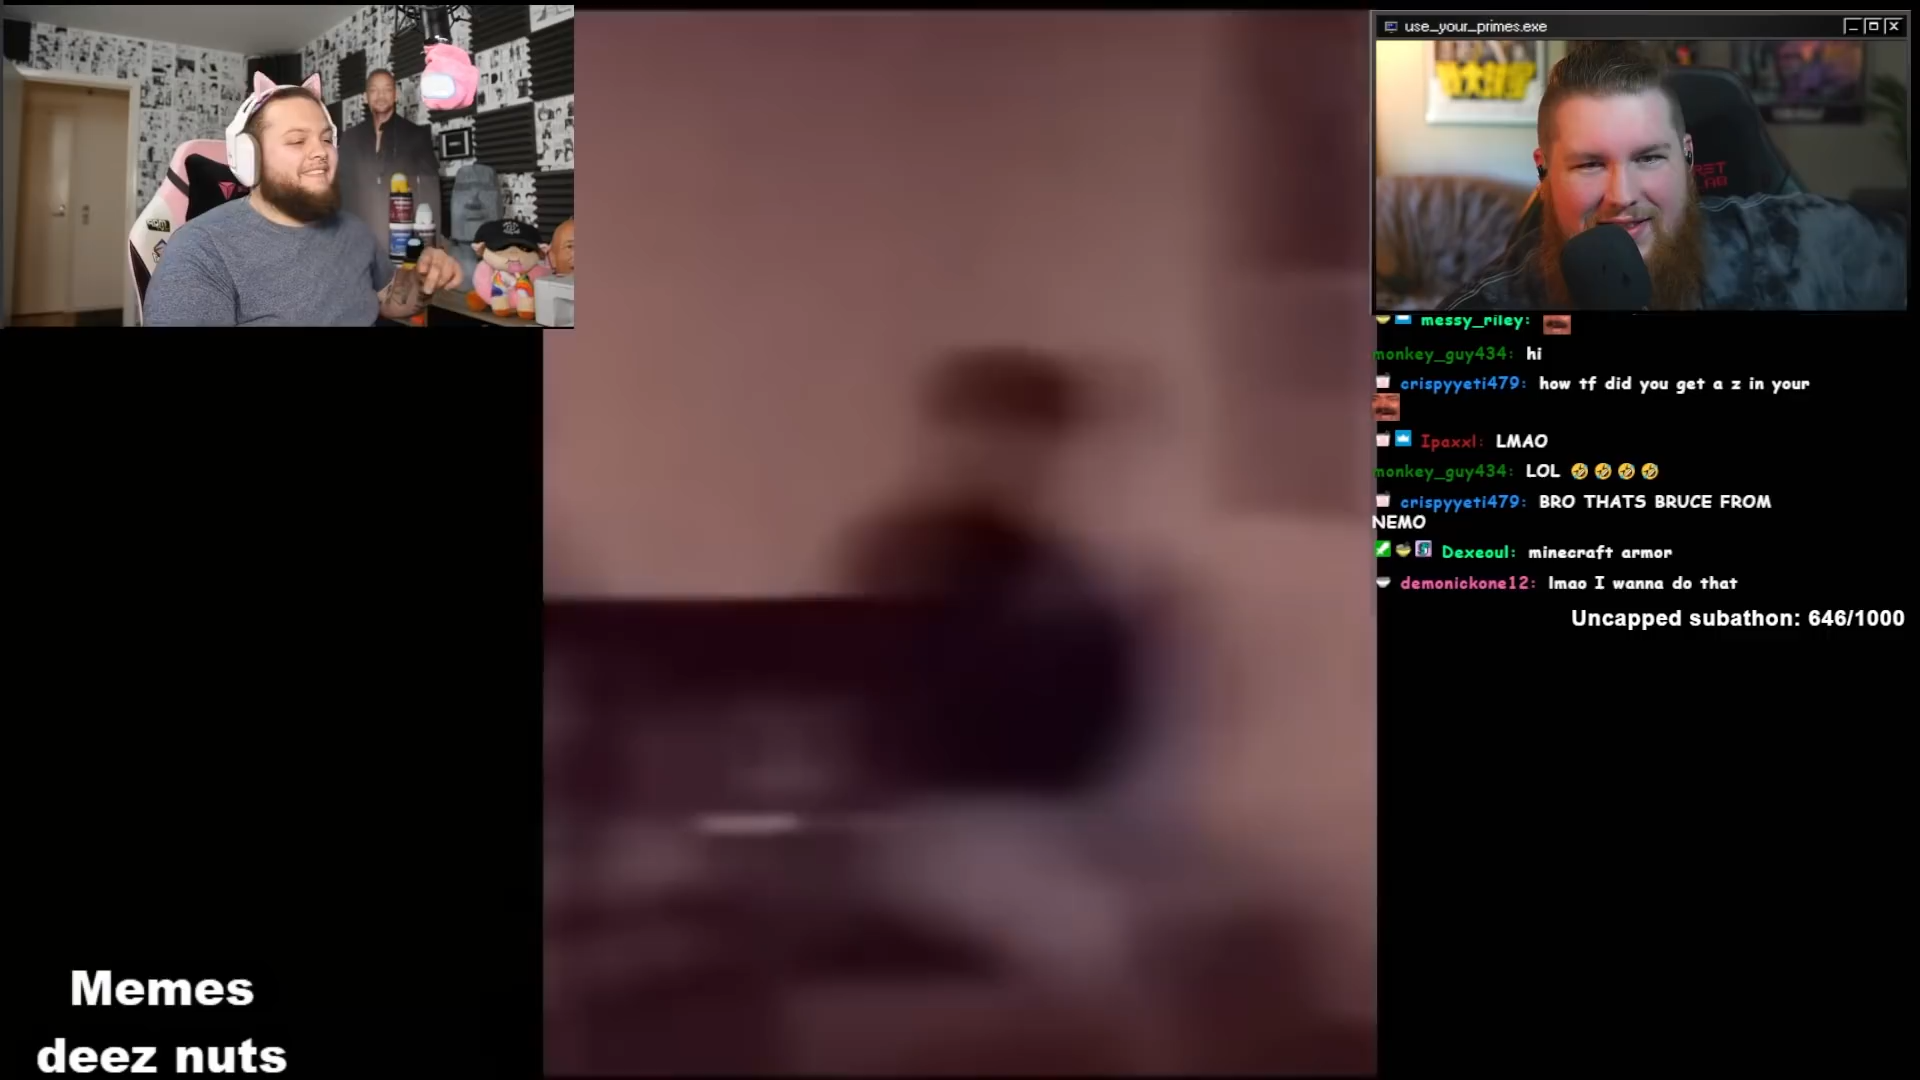 use_your_primes.exe
RET
LAB
messy_riley:
monkey_guy434: hi
crispyyeti479: how tf did you get a z in your
Ipaxxl: LMAO
monkey_guy434: LOL 🤣🤣🤣🤣
crispyyeti479: BRO THATS BRUCE FROM
NEMO
Dexeoul: minecraft armor
demonickone12: lmao I wanna do that
Uncapped subathon: 646/1000
Memes
deez nuts